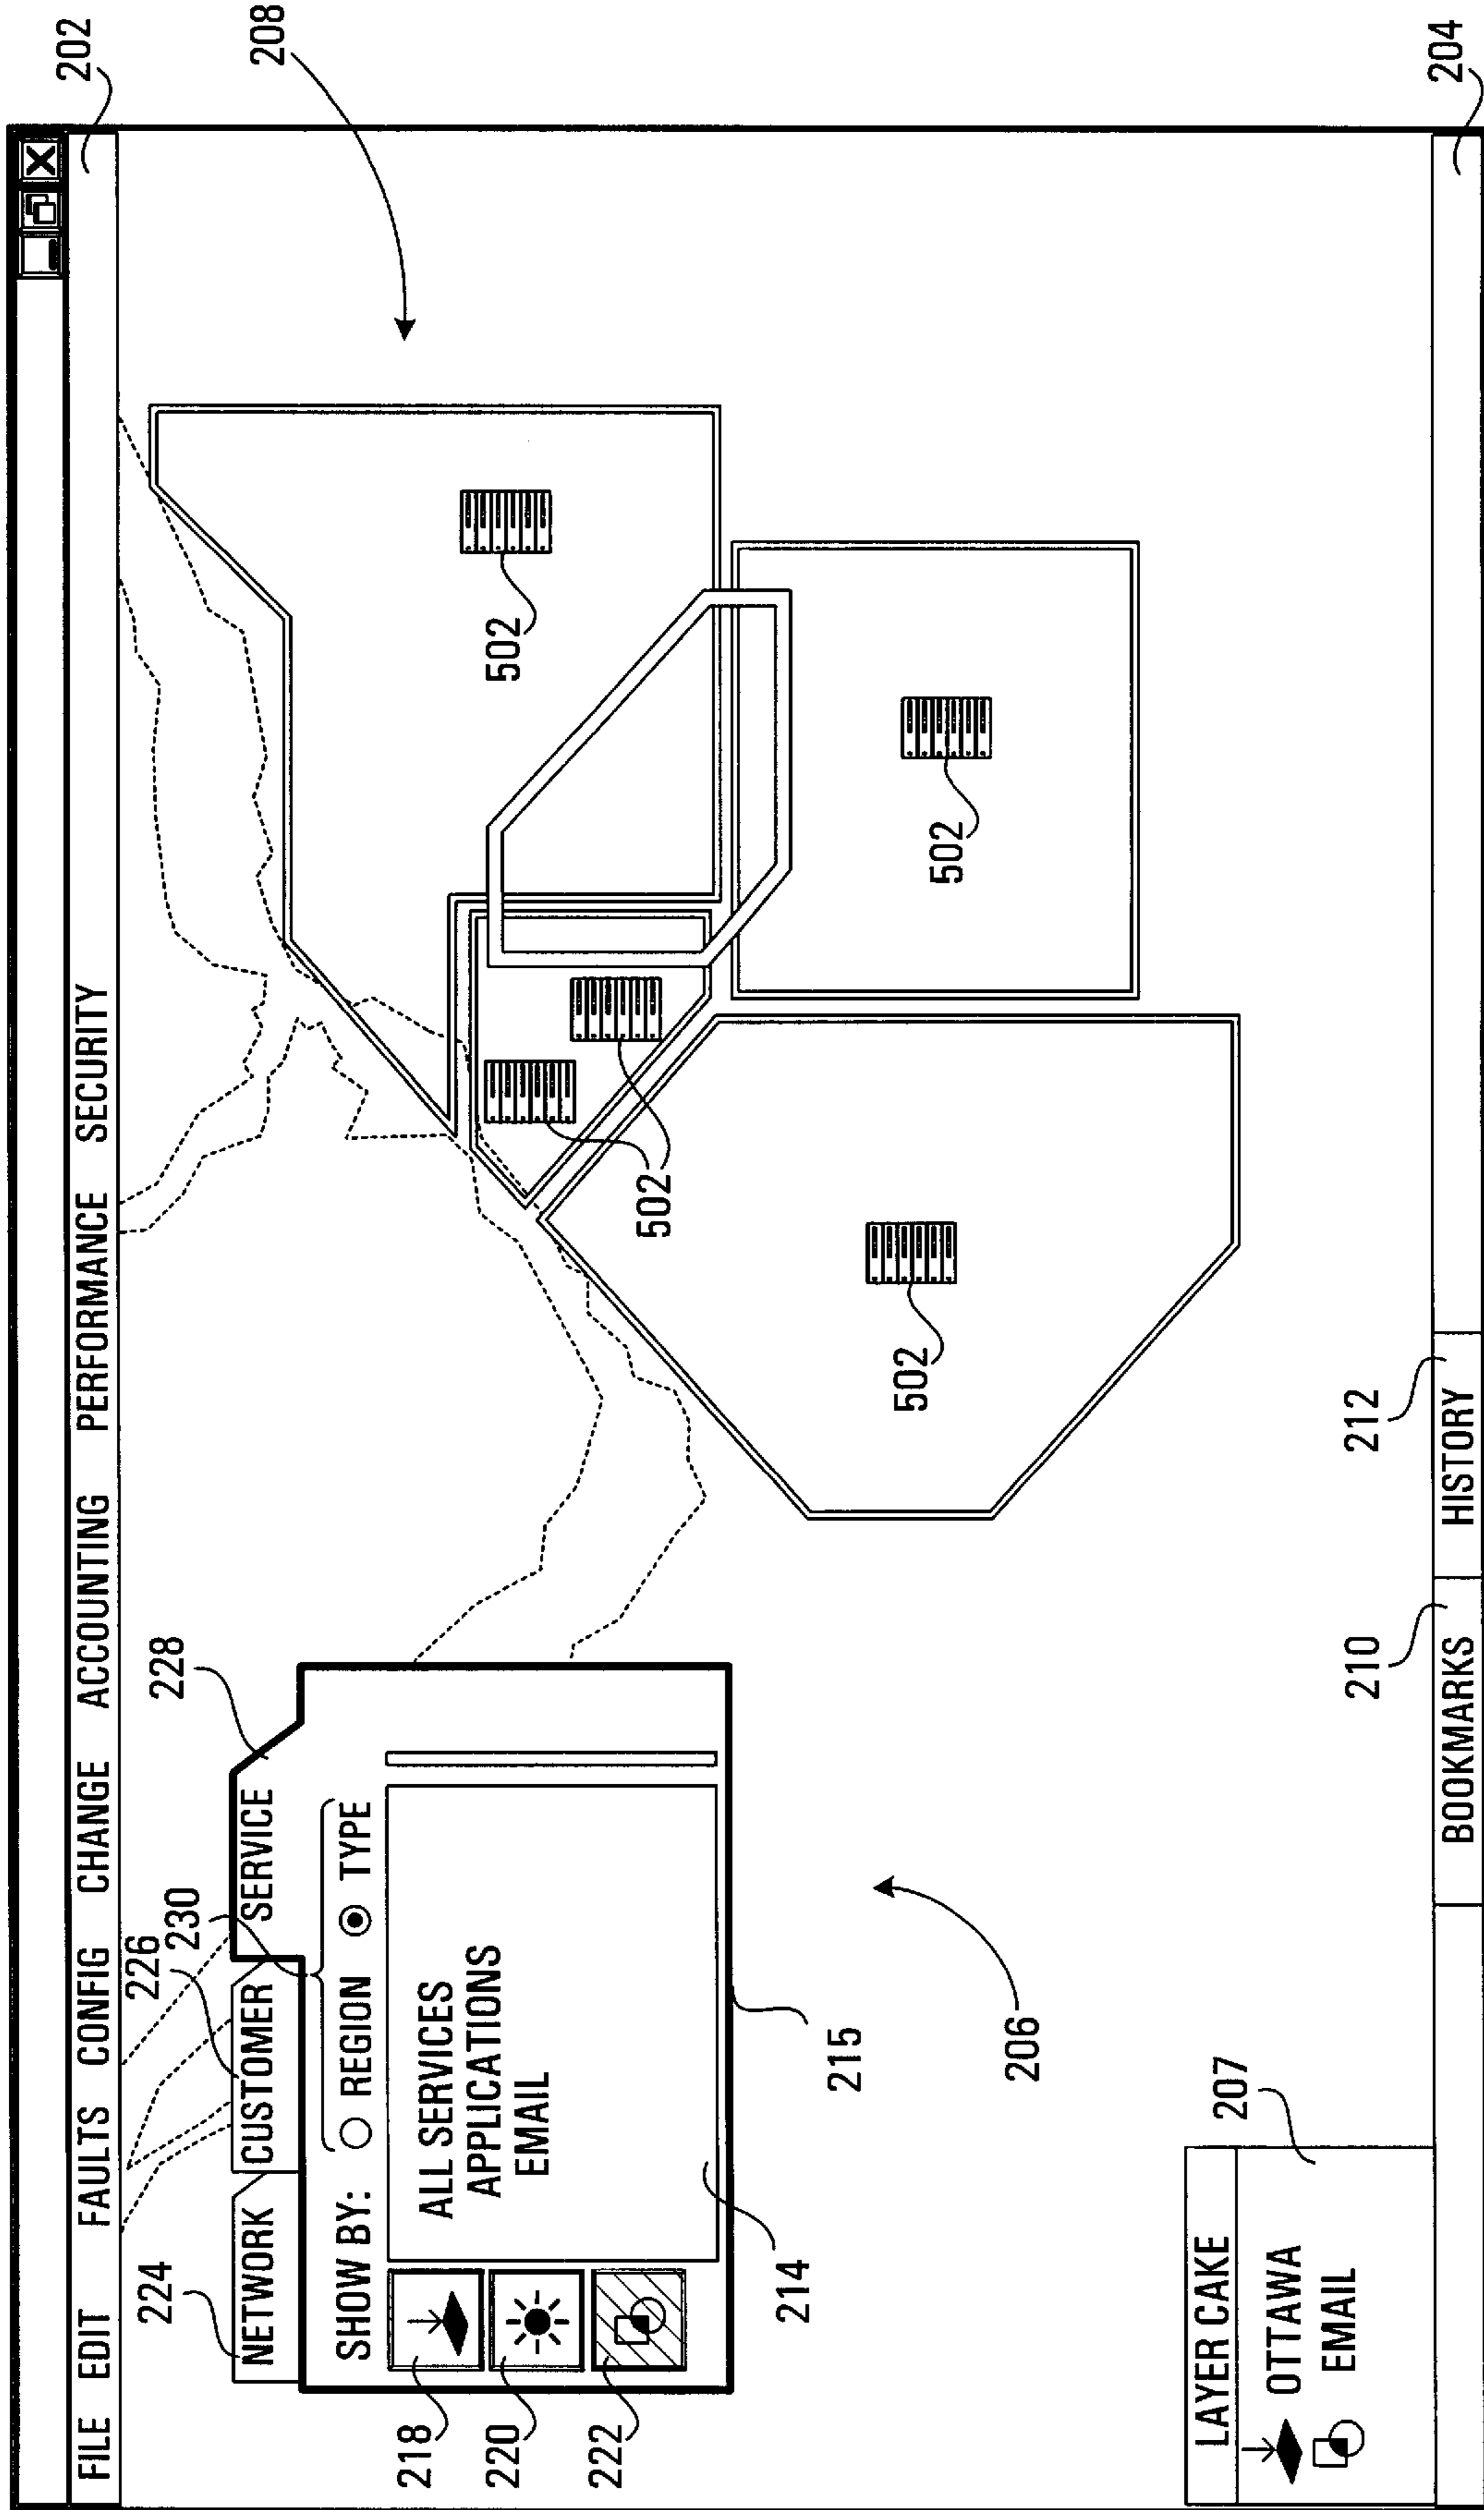 202
208
FILE EDIT FAULTS CONFIG CHANGE ACCOUNTING PERFORMANCE SECURITY
224
226
230
228
NETWORK CUSTOMER SERVICE
SHOW BY: REGION TYPE
218
220
222
ALL SERVICES
APPLICATIONS
EMAIL
214
215
206
502
502
502
502
207
LAYER CAKE
OTTAWA
EMAIL
210
212
204
BOOKMARKS HISTORY